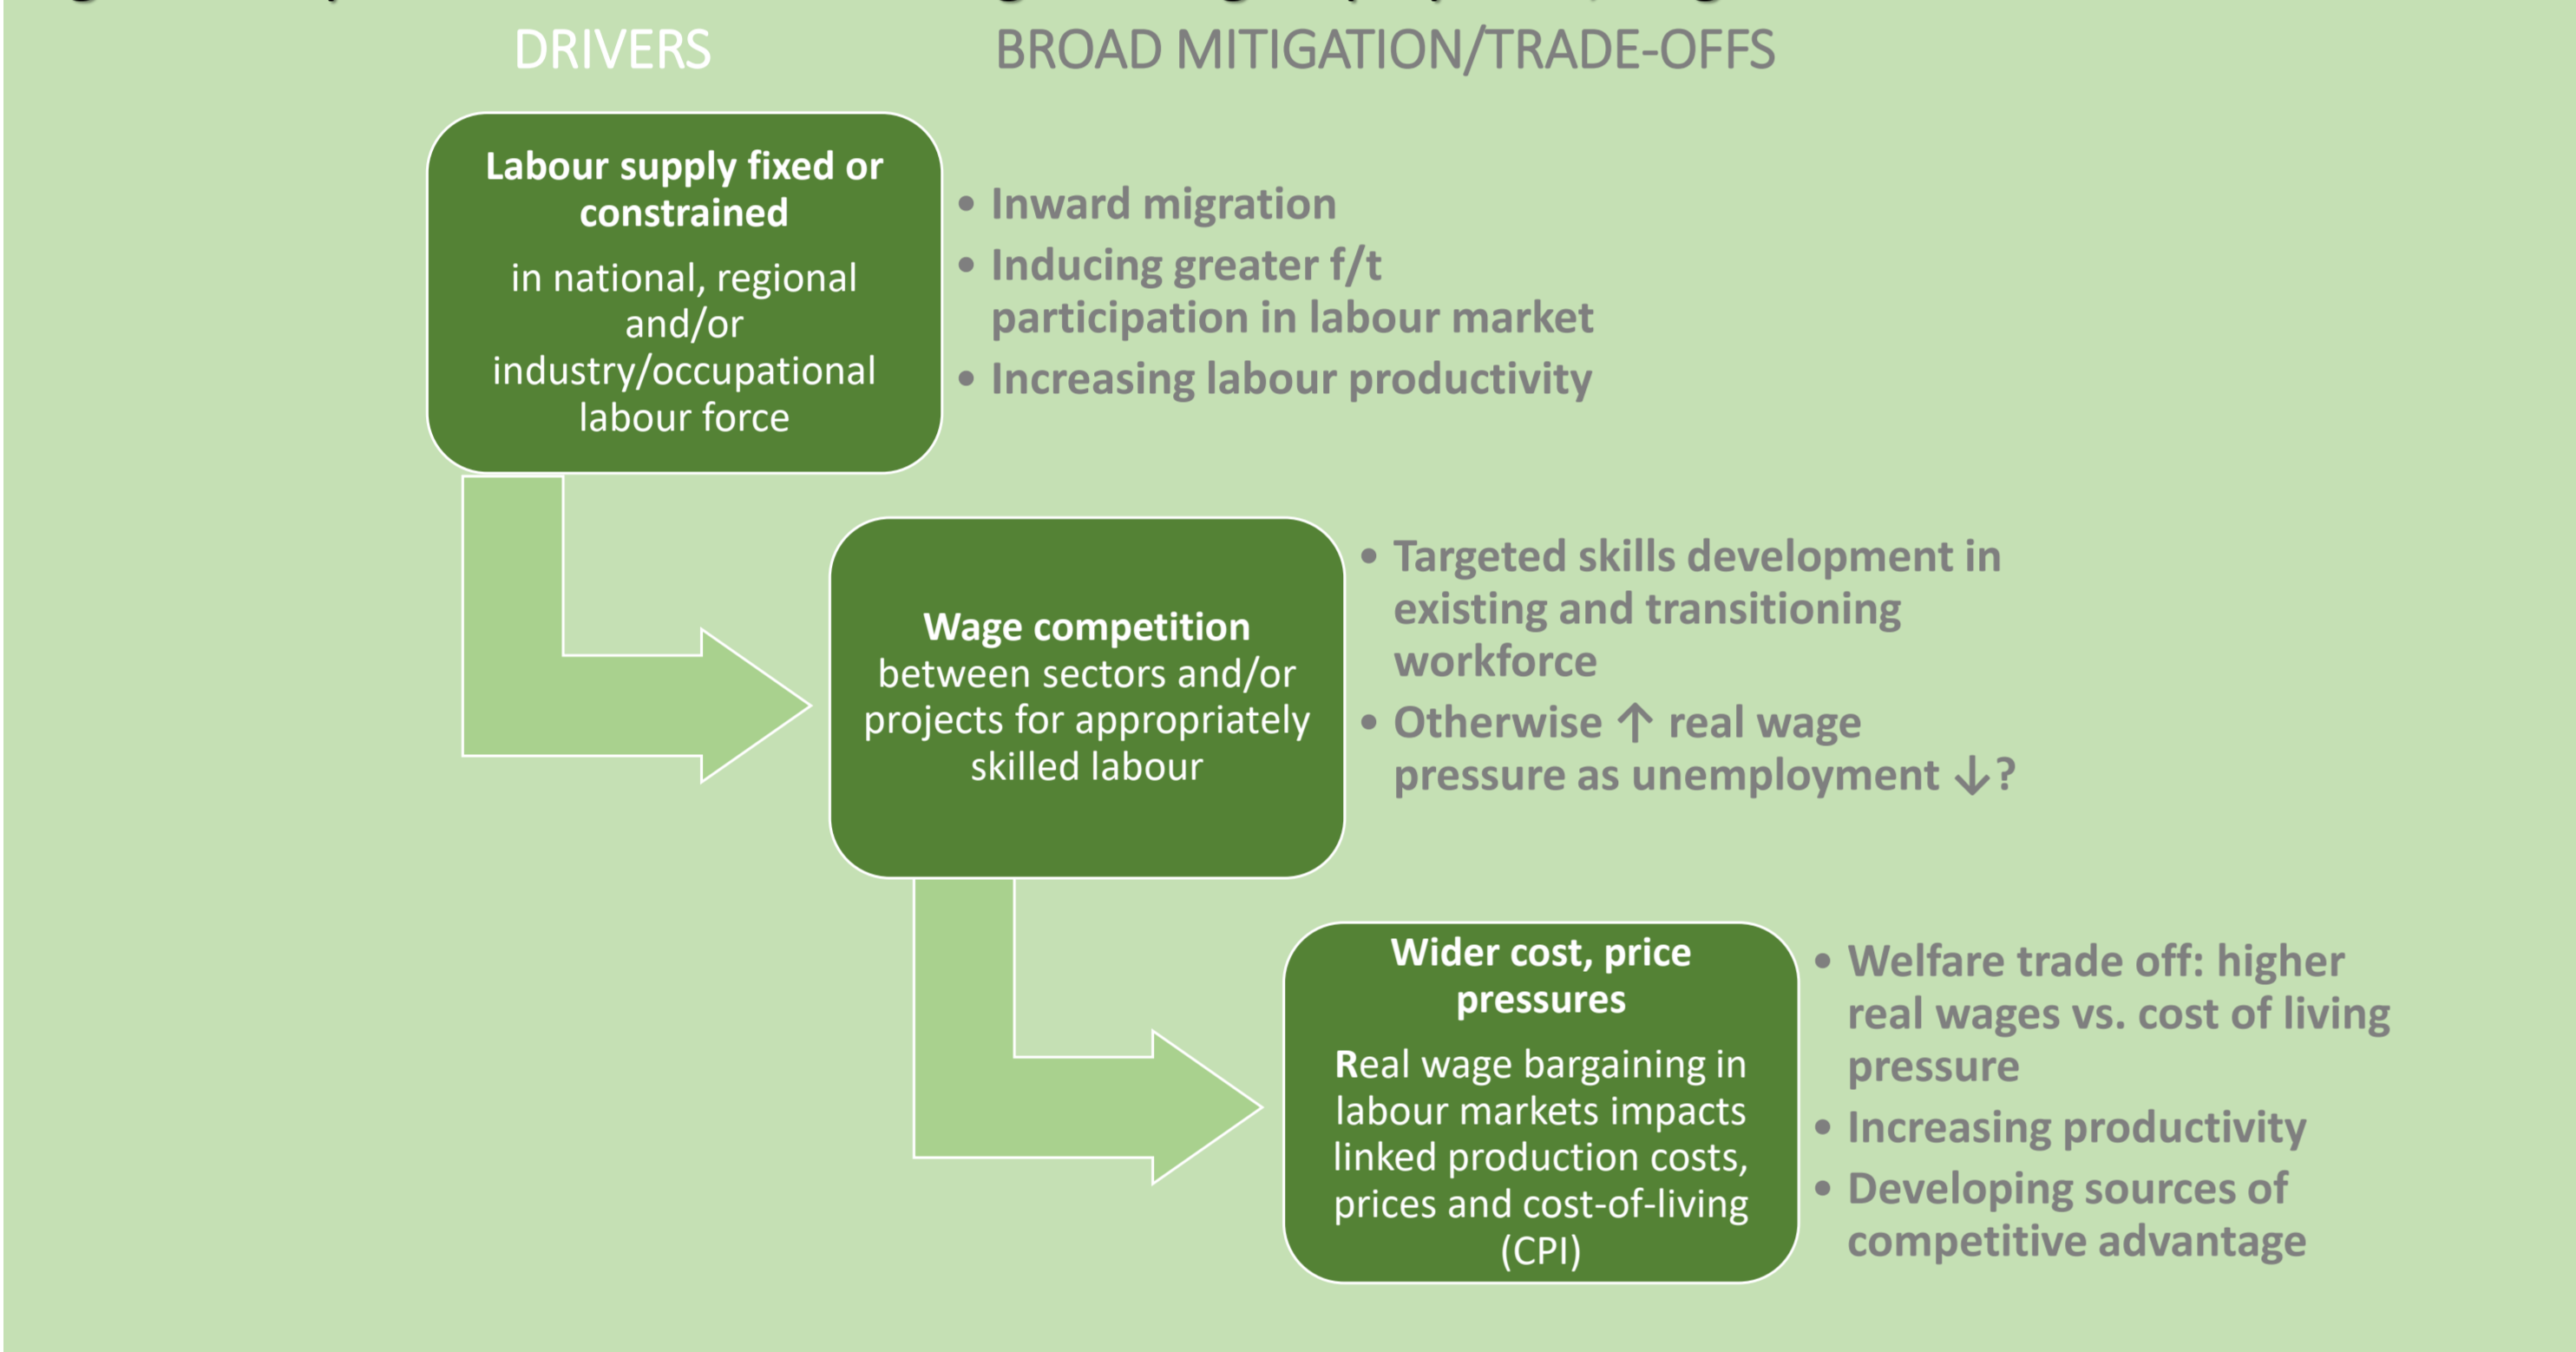 DRIVERS
BROAD MITIGATION/TRADE-OFFS
Labour supply fixed or
constrained
in national, regional
and/or
industry/occupational
labour force
• Inward migration
• Inducing greater f/t
participation in labour market
• Increasing labour productivity
Wage competition
between sectors and/or
projects for appropriately
skilled labour
• Targeted skills development in
existing and transitioning
workforce
• Otherwise ↑ real wage
pressure as unemployment ↓?
Wider cost, price
pressures
Real wage bargaining in
labour markets impacts
linked production costs,
prices and cost-of-living
(CPI)
• Welfare trade off: higher
real wages vs. cost of living
pressure
• Increasing productivity
• Developing sources of
competitive advantage